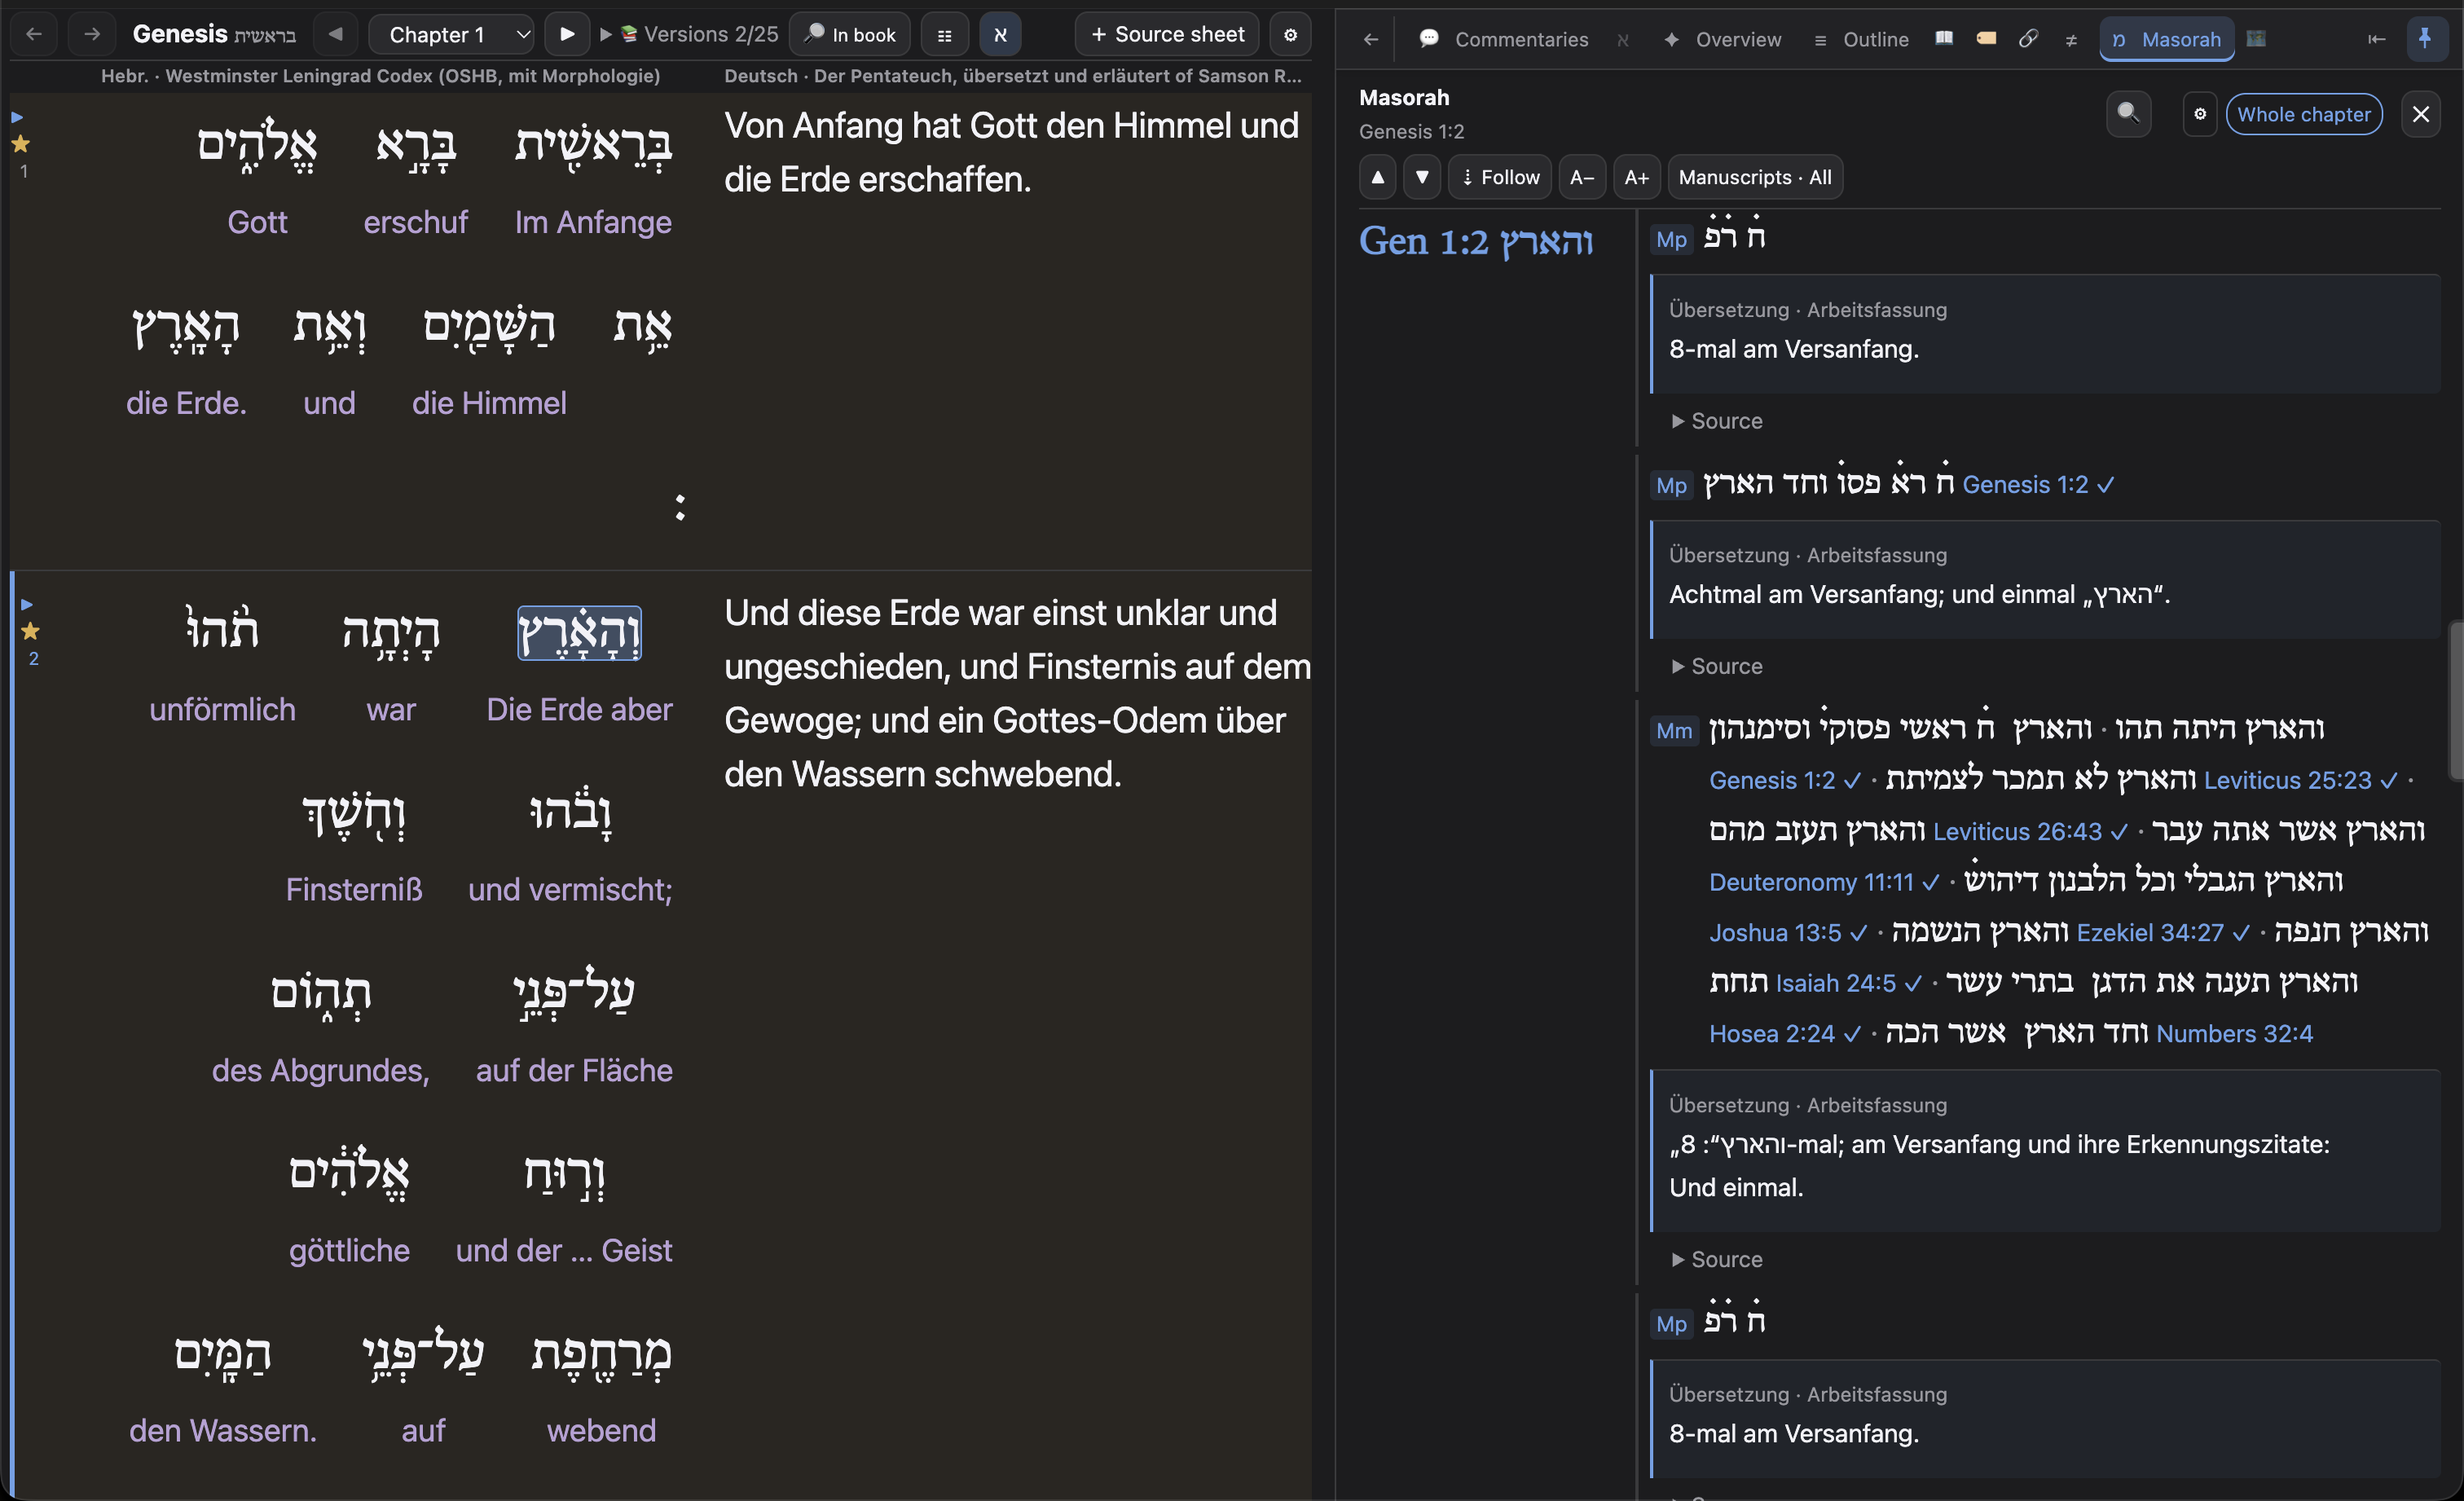 Genesis בראשית Chapter 1 Versions 2/25 In book א + Source sheet
Hebr. · Westminster Leningrad Codex (OSHB, mit Morphologie)
Deutsch · Der Pentateuch, übersetzt und erläutert of Samson R...
1
בְּרֵאשִׁ֖ית בָּרָ֣א אֱלֹהִ֑ים
Im Anfange erschuf Gott
אֵ֥ת הַשָּׁמַ֖יִם וְאֵ֥ת הָאָֽרֶץ
die Himmel und die Erde.
׃
Von Anfang hat Gott den Himmel und
die Erde erschaffen.
2
וְהָאָ֗רֶץ הָיְתָ֥ה תֹ֙הוּ֙
Die Erde aber war unförmlich
וָבֹ֔הוּ וְחֹ֖שֶׁךְ
und vermischt; Finsterniß
עַל־פְּנֵ֣י תְה֑וֹם
auf der Fläche des Abgrundes,
וְר֣וּחַ אֱלֹהִ֔ים
und der ... Geist göttliche
מְרַחֶ֖פֶת עַל־פְּנֵ֥י הַמָּֽיִם
webend auf den Wassern.
Und diese Erde war einst unklar und
ungeschieden, und Finsternis auf dem
Gewoge; und ein Gottes-Odem über
den Wassern schwebend.
Commentaries א Overview Outline ≠ מ Masorah
Masorah
Genesis 1:2
Whole chapter
Follow A− A+ Manuscripts · All
Gen 1:2 והארץ
Mp חׄ רׄפׄ
Übersetzung · Arbeitsfassung
8-mal am Versanfang.
Source
Mp חׄ ראׄ פסוׄ וחד הארץ Genesis 1:2 ✓
Übersetzung · Arbeitsfassung
Achtmal am Versanfang; und einmal „הארץ“.
Source
Mm והארץ חׄ ראשי פסוקיׄ וסימנהון · והארץ היתה תהו
Genesis 1:2 ✓ · והארץ לא תמכר לצמיתת Leviticus 25:23 ✓ ·
והארץ תעזב מהם Leviticus 26:43 ✓ · והארץ אשר אתה עבר
Deuteronomy 11:11 ✓ · והארץ הגבלי וכל הלבנון דיהושׄ
Joshua 13:5 ✓ · והארץ הנשמה Ezekiel 34:27 ✓ · והארץ חנפה
תחת Isaiah 24:5 ✓ · והארץ תענה את הדגן בתרי עשר
Hosea 2:24 ✓ · וחד הארץ אשר הכה Numbers 32:4
Übersetzung · Arbeitsfassung
„והארץ“: 8-mal; am Versanfang und ihre Erkennungszitate:
Und einmal.
Source
Mp חׄ רׄפׄ
Übersetzung · Arbeitsfassung
8-mal am Versanfang.